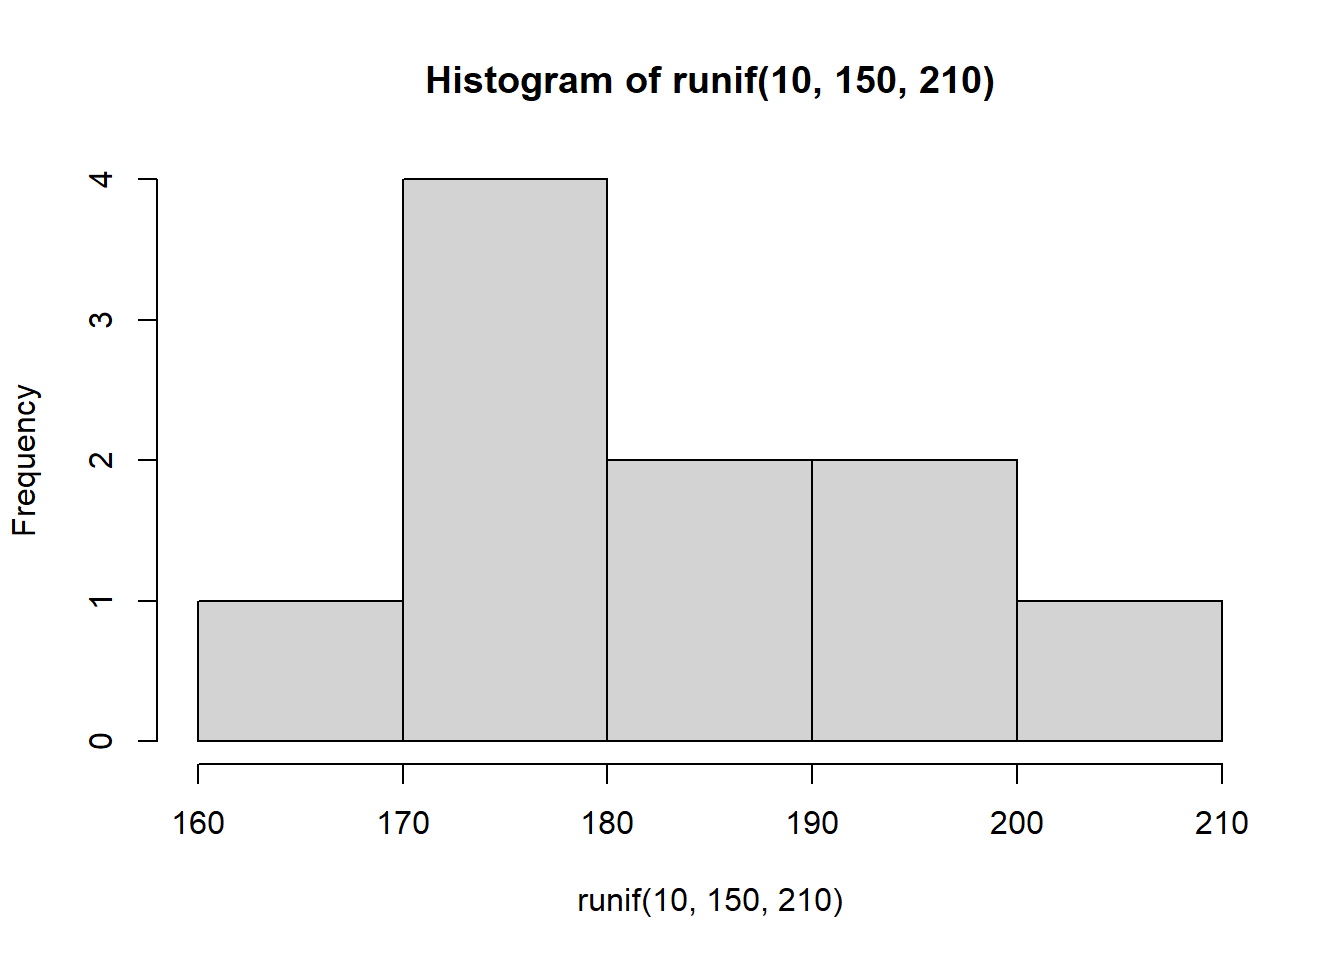 Histogram of runif(10, 150, 210)
4
3
2
1
0
Frequency
160 170 180 190 200 210
runif(10, 150, 210)